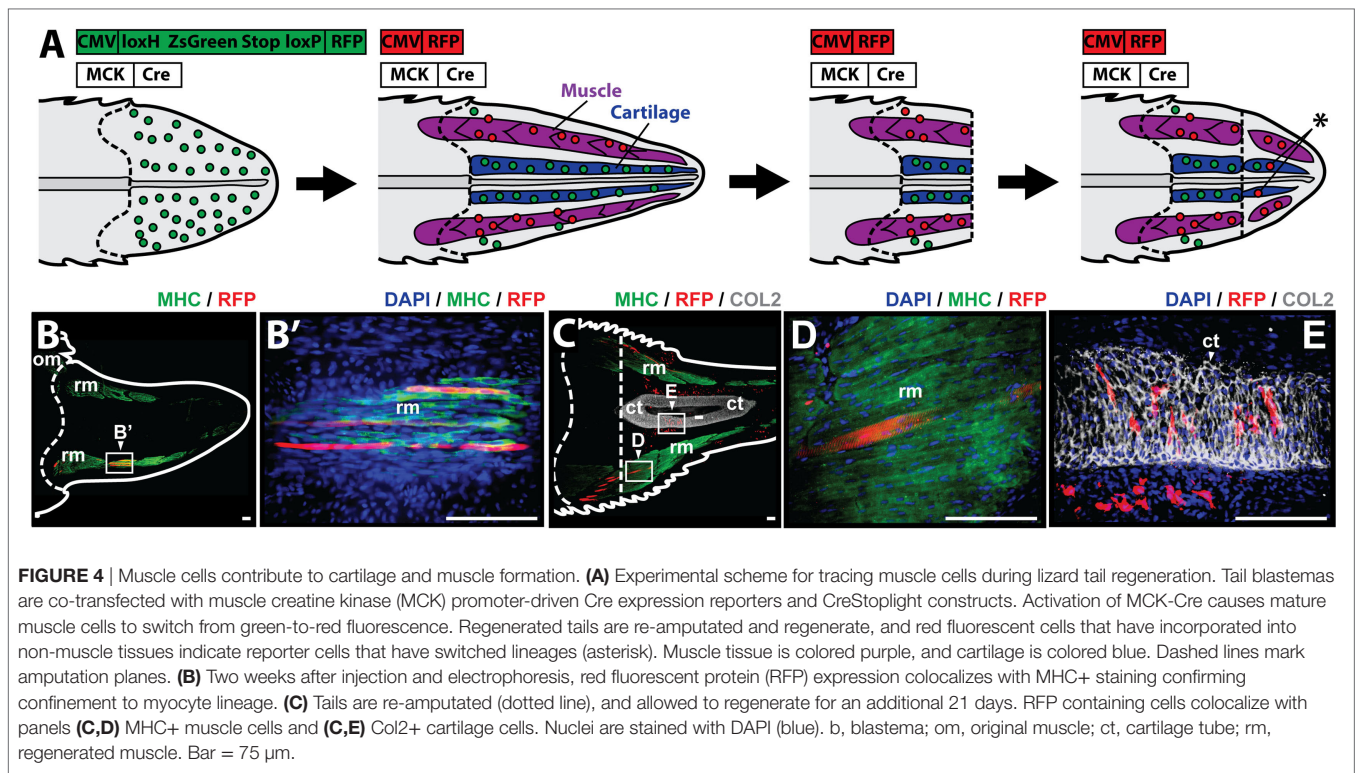 A
CMV loxH ZsGreen Stop loxP RFP
MCK Cre
CMV RFP
MCK Cre
Muscle
Cartilage
CMV RFP
MCK Cre
CMV RFP
MCK Cre
*
MHC / RFP
B
om
rm
B'
rm
DAPI / MHC / RFP
B'
rm
MHC / RFP / COL2
C
rm
E
ct
ct
D
rm
DAPI / MHC / RFP
D
rm
DAPI / RFP / COL2
ct
E
FIGURE 4 | Muscle cells contribute to cartilage and muscle formation. (A) Experimental scheme for tracing muscle cells during lizard tail regeneration. Tail blastemas
are co-transfected with muscle creatine kinase (MCK) promoter-driven Cre expression reporters and CreStoplight constructs. Activation of MCK-Cre causes mature
muscle cells to switch from green-to-red fluorescence. Regenerated tails are re-amputated and regenerate, and red fluorescent cells that have incorporated into
non-muscle tissues indicate reporter cells that have switched lineages (asterisk). Muscle tissue is colored purple, and cartilage is colored blue. Dashed lines mark
amputation planes. (B) Two weeks after injection and electrophoresis, red fluorescent protein (RFP) expression colocalizes with MHC+ staining confirming
confinement to myocyte lineage. (C) Tails are re-amputated (dotted line), and allowed to regenerate for an additional 21 days. RFP containing cells colocalize with
panels (C,D) MHC+ muscle cells and (C,E) Col2+ cartilage cells. Nuclei are stained with DAPI (blue). b, blastema; om, original muscle; ct, cartilage tube; rm,
regenerated muscle. Bar = 75 μm.